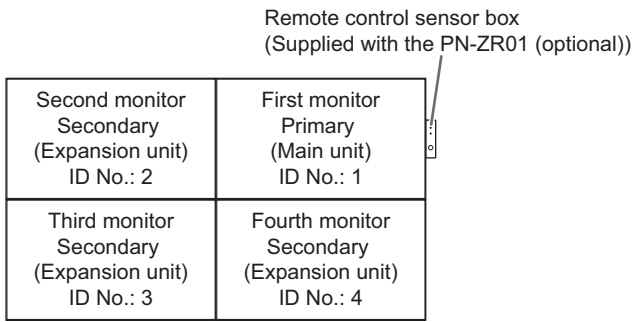 Remote control sensor box
(Supplied with the PN-ZR01 (optional))
Second monitor
Secondary
(Expansion unit)
ID No.: 2
First monitor
Primary
(Main unit)
ID No.: 1
Third monitor
Secondary
(Expansion unit)
ID No.: 3
Fourth monitor
Secondary
(Expansion unit)
ID No.: 4